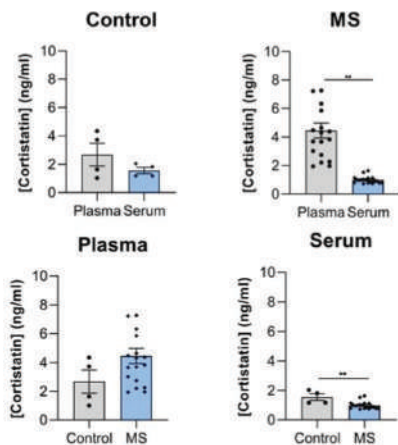 Control
[Cortistatin] (ng/ml)
10
8
6
4
2
0
Plasma Serum
MS
[Cortistatin] (ng/ml)
10
8
6
4
2
0
**
Plasma Serum
Plasma
[Cortistatin] (ng/ml)
10
8
6
4
2
0
Control MS
Serum
[Cortistatin] (ng/ml)
10
8
6
4
2
0
**
Control MS